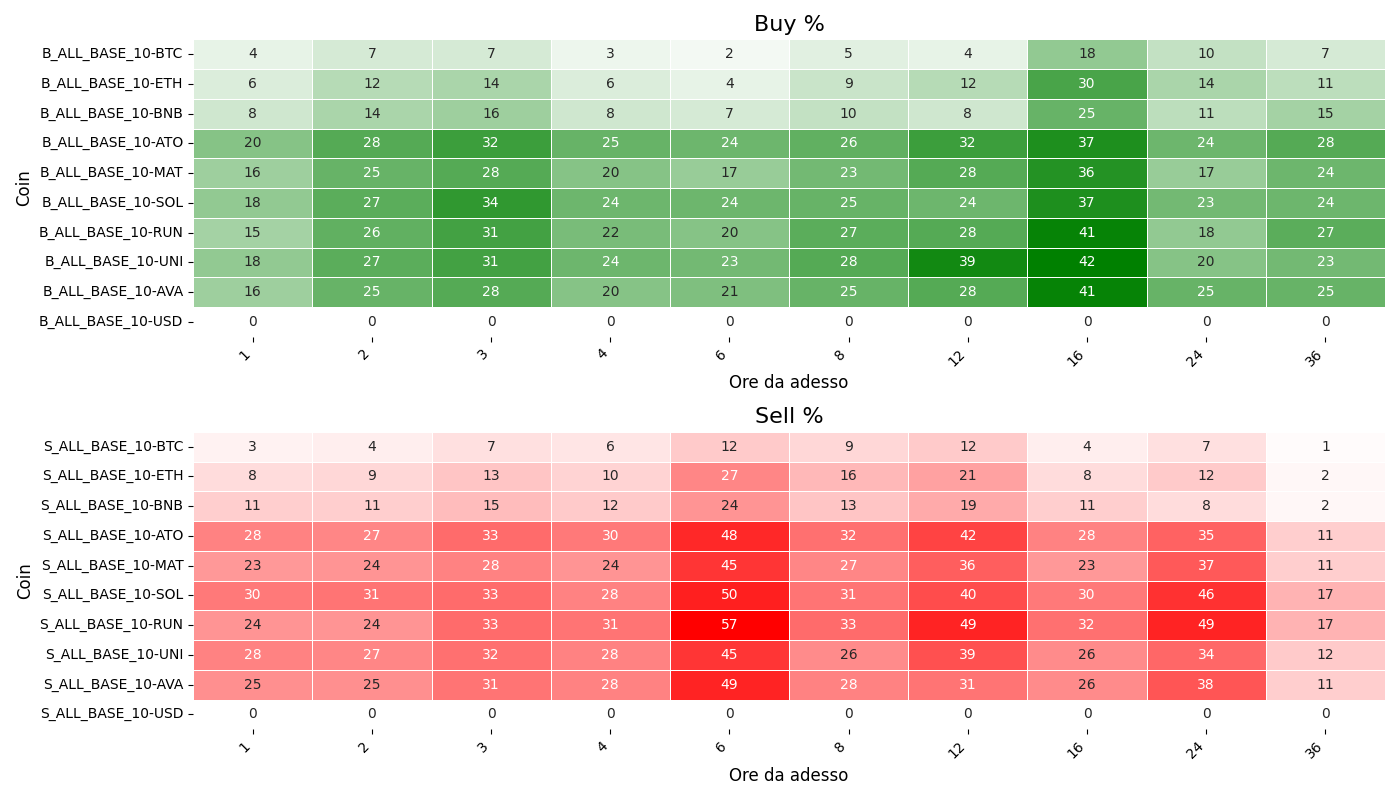 Buy %
Coin
B_ALL_BASE_10-BTC 4 7 7 3 2 5 4 18 10 7
B_ALL_BASE_10-ETH 6 12 14 6 4 9 12 30 14 11
B_ALL_BASE_10-BNB 8 14 16 8 7 10 8 25 11 15
B_ALL_BASE_10-ATO 20 28 32 25 24 26 32 37 24 28
B_ALL_BASE_10-MAT 16 25 28 20 17 23 28 36 17 24
B_ALL_BASE_10-SOL 18 27 34 24 24 25 24 37 23 24
B_ALL_BASE_10-RUN 15 26 31 22 20 27 28 41 18 27
B_ALL_BASE_10-UNI 18 27 31 24 23 28 39 42 20 23
B_ALL_BASE_10-AVA 16 25 28 20 21 25 28 41 25 25
B_ALL_BASE_10-USD 0 0 0 0 0 0 0 0 0 0
1 2 3 4 6 8 12 16 24 36
Ore da adesso
Sell %
Coin
S_ALL_BASE_10-BTC 3 4 7 6 12 9 12 4 7 1
S_ALL_BASE_10-ETH 8 9 13 10 27 16 21 8 12 2
S_ALL_BASE_10-BNB 11 11 15 12 24 13 19 11 8 2
S_ALL_BASE_10-ATO 28 27 33 30 48 32 42 28 35 11
S_ALL_BASE_10-MAT 23 24 28 24 45 27 36 23 37 11
S_ALL_BASE_10-SOL 30 31 33 28 50 31 40 30 46 17
S_ALL_BASE_10-RUN 24 24 33 31 57 33 49 32 49 17
S_ALL_BASE_10-UNI 28 27 32 28 45 26 39 26 34 12
S_ALL_BASE_10-AVA 25 25 31 28 49 28 31 26 38 11
S_ALL_BASE_10-USD 0 0 0 0 0 0 0 0 0 0
1 2 3 4 6 8 12 16 24 36
Ore da adesso